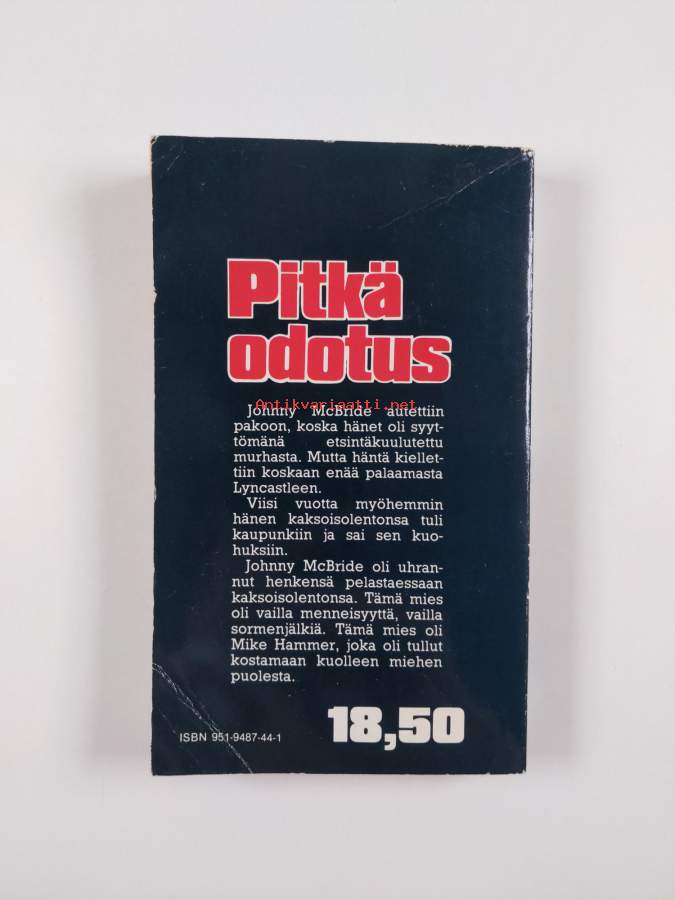 Pitkä
odotus
Antikvariaatti.net
Johnny McBride autettiin
pakoon, koska hänet oli syyt-
tömänä etsintäkuulutettu
murhasta. Mutta häntä kiellet-
tiin koskaan enää palaamasta
Lyncastleen.
Viisi vuotta myöhemmin
hänen kaksoisolentonsa tuli
kaupunkiin ja sai sen kuo-
huksiin.
Johnny McBride oli uhran-
nut henkensä pelastaessaan
kaksoisolentonsa. Tämä mies
oli vailla menneisyyttä, vailla
sormenjälkiä. Tämä mies oli
Mike Hammer, joka oli tullut
kostamaan kuolleen miehen
puolesta.
ISBN 951-9487-44-1
18,50